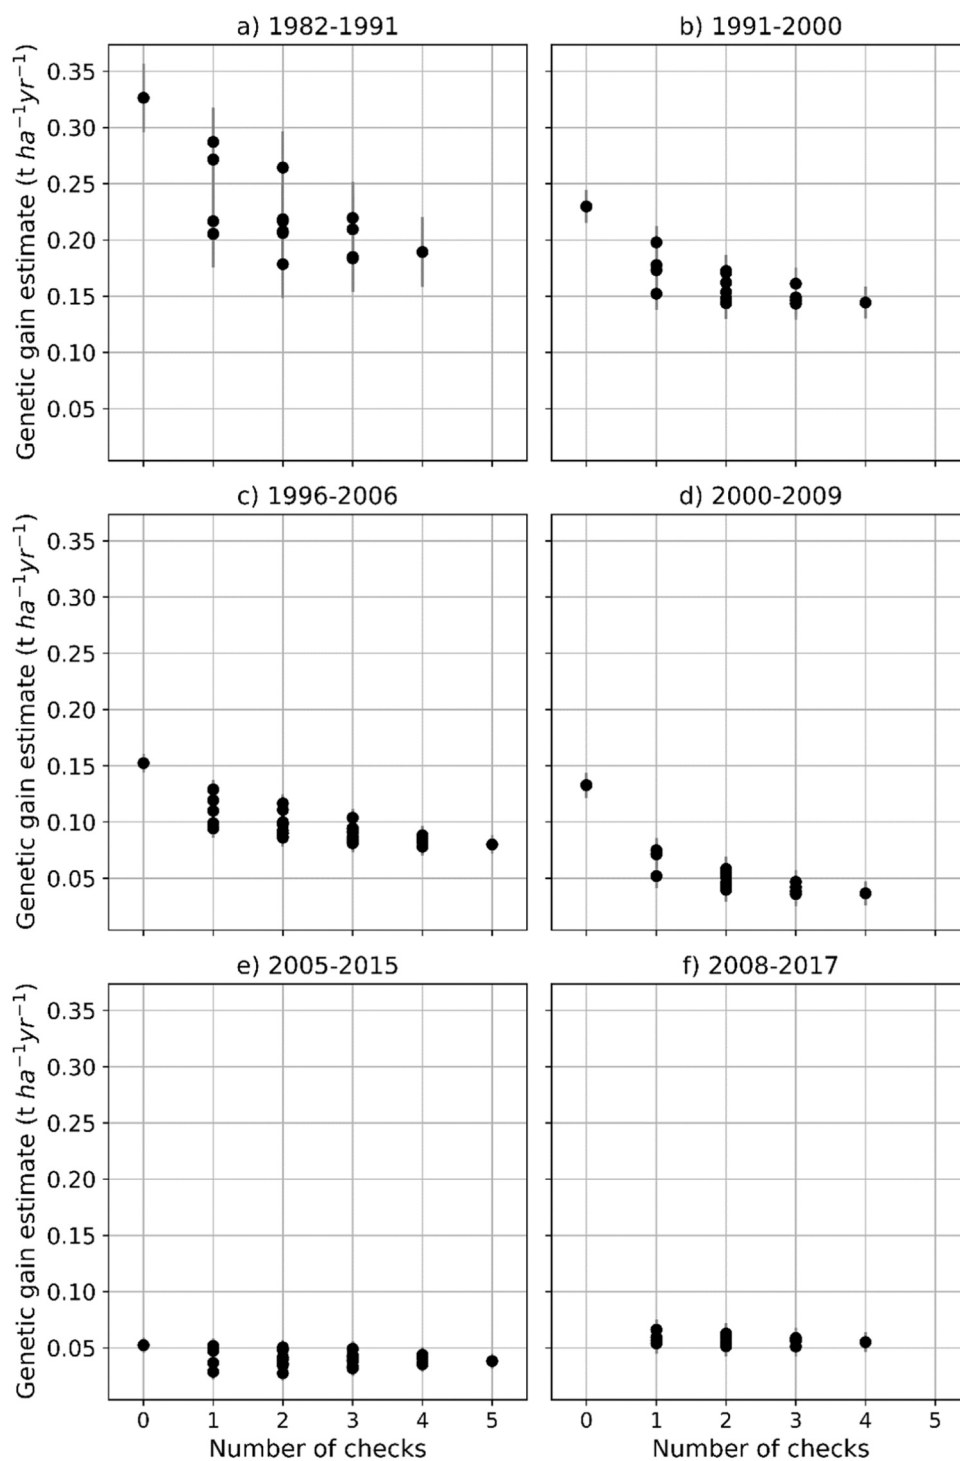 a) 1982-1991
b) 1991-2000
Genetic gain estimate (t ha⁻¹yr⁻¹)
0.35
0.30
0.25
0.20
0.15
0.10
0.05
0 1 2 3 4 5
0 1 2 3 4 5
c) 1996-2006
d) 2000-2009
Genetic gain estimate (t ha⁻¹yr⁻¹)
0.35
0.30
0.25
0.20
0.15
0.10
0.05
e) 2005-2015
f) 2008-2017
Genetic gain estimate (t ha⁻¹yr⁻¹)
0.35
0.30
0.25
0.20
0.15
0.10
0.05
Number of checks
Number of checks